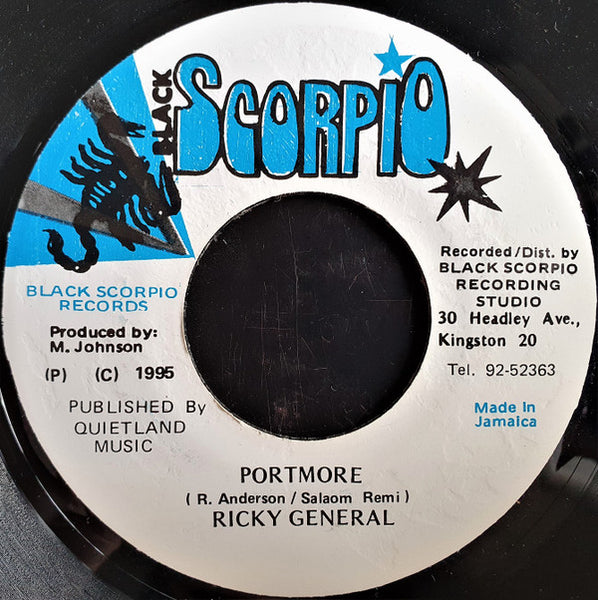 BLACK SCORPIO
BLACK SCORPIO
RECORDS
Produced by:
M. Johnson
(P) (C) 1995
PUBLISHED By
QUIETLAND
MUSIC
Recorded/Dist. by
BLACK SCORPIO
RECORDING
STUDIO
30 Headley Ave.,
Kingston 20
Tel. 92-52363
Made In
Jamaica
PORTMORE
( R. Anderson / Salaom Remi )
RICKY GENERAL